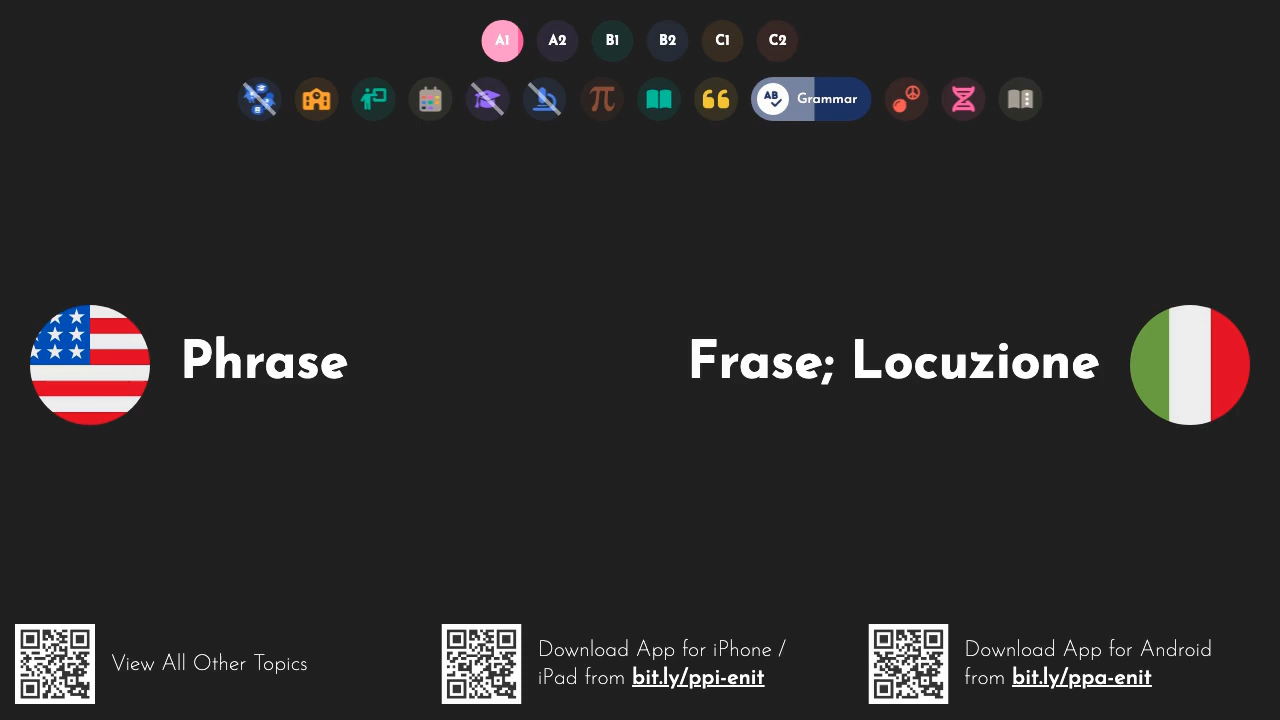 A1 A2 B1 B2 C1 C2
AB Grammar
Phrase
Frase; Locuzione
View All Other Topics
Download App for iPhone /
iPad from bit.ly/ppi-enit
Download App for Android
from bit.ly/ppa-enit